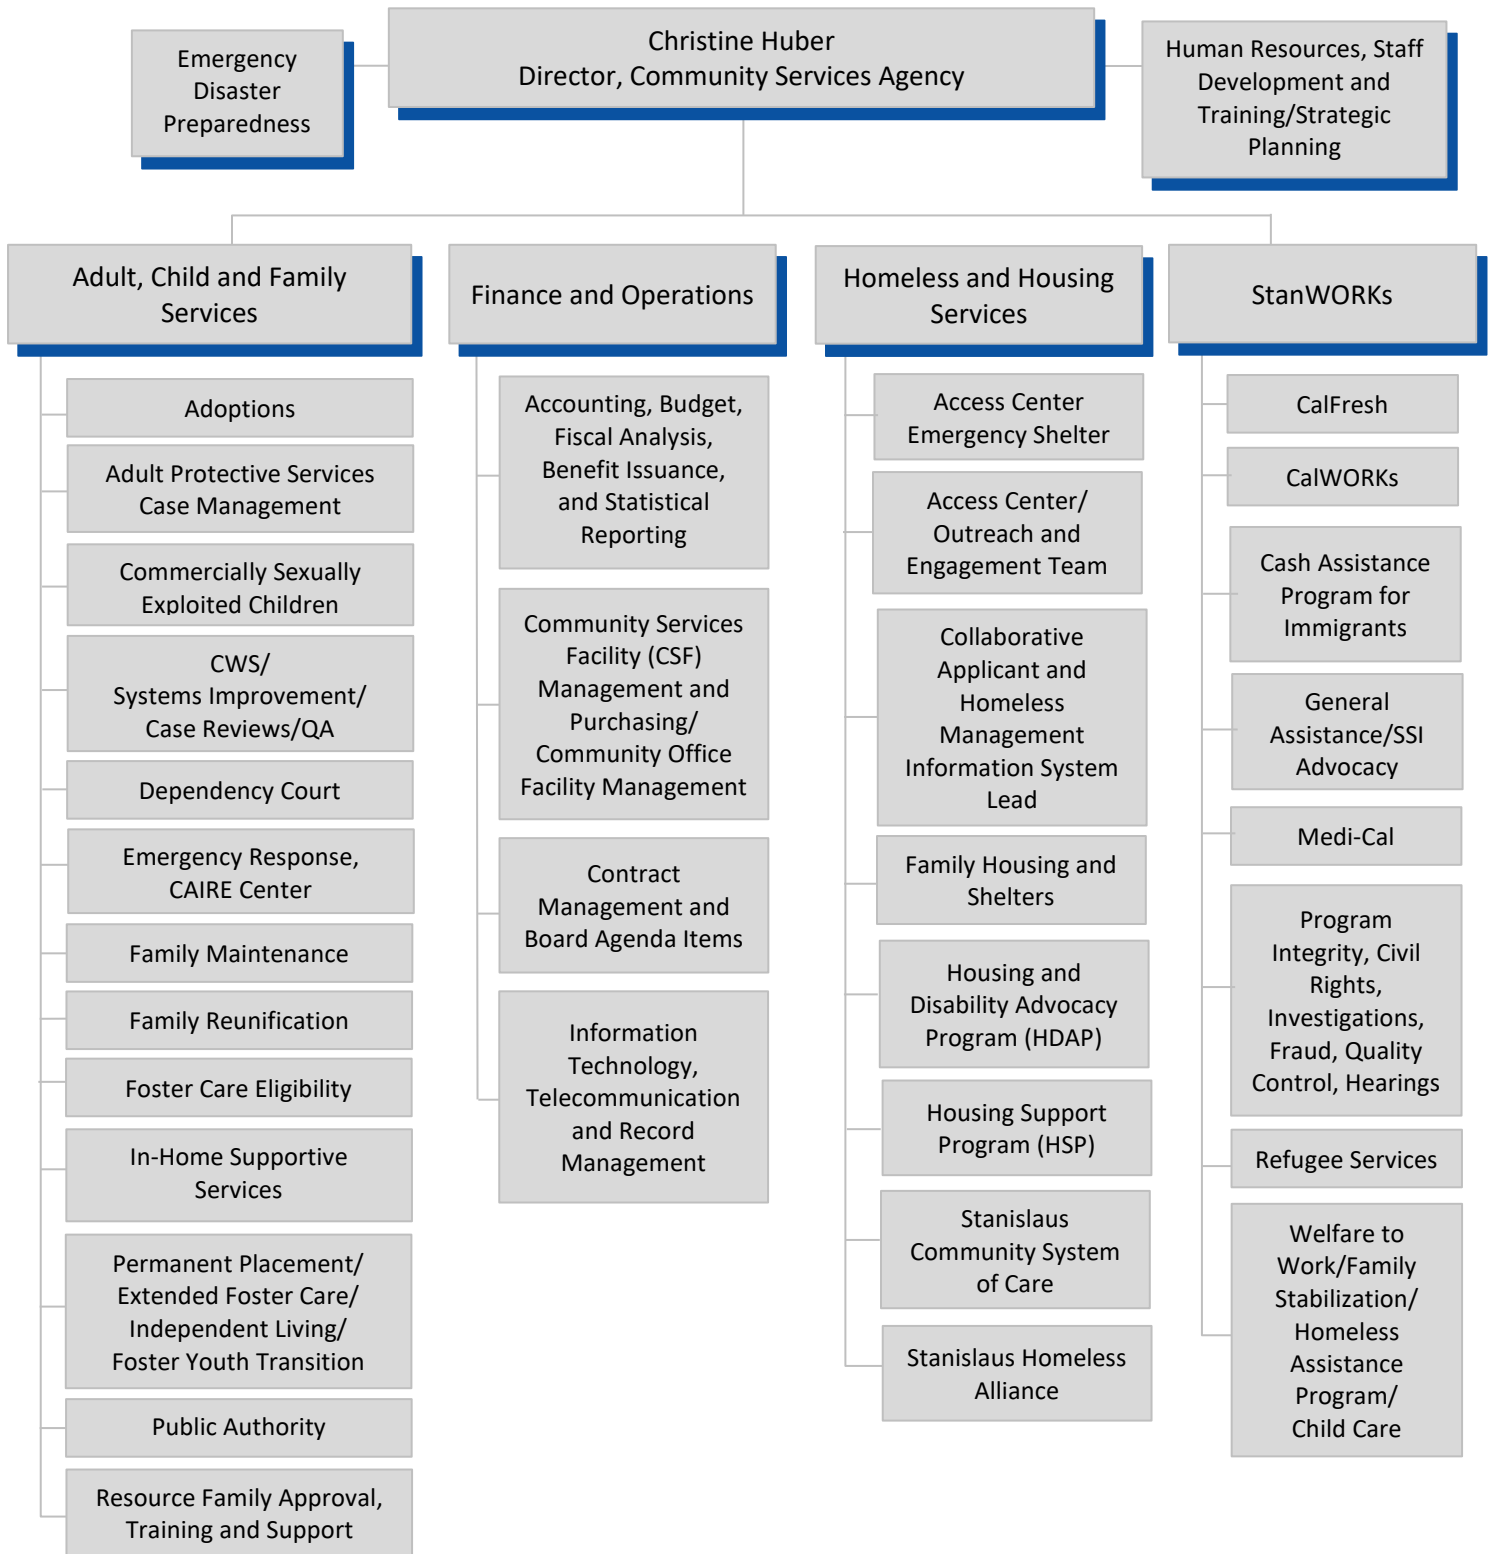 Christine Huber
Director, Community Services Agency
Emergency
Disaster
Preparedness
Human Resources, Staff
Development and
Training/Strategic
Planning
Adult, Child and Family
Services
Adoptions
Adult Protective Services
Case Management
Commercially Sexually
Exploited Children
CWS/
Systems Improvement/
Case Reviews/QA
Dependency Court
Emergency Response,
CAIRE Center
Family Maintenance
Family Reunification
Foster Care Eligibility
In-Home Supportive
Services
Permanent Placement/
Extended Foster Care/
Independent Living/
Foster Youth Transition
Public Authority
Resource Family Approval,
Training and Support
Finance and Operations
Accounting, Budget,
Fiscal Analysis,
Benefit Issuance,
and Statistical
Reporting
Community Services
Facility (CSF)
Management and
Purchasing/
Community Office
Facility Management
Contract
Management and
Board Agenda Items
Information
Technology,
Telecommunication
and Record
Management
Homeless and Housing
Services
Access Center
Emergency Shelter
Access Center/
Outreach and
Engagement Team
Collaborative
Applicant and
Homeless
Management
Information System
Lead
Family Housing and
Shelters
Housing and
Disability Advocacy
Program (HDAP)
Housing Support
Program (HSP)
Stanislaus
Community System
of Care
Stanislaus Homeless
Alliance
StanWORKs
CalFresh
CalWORKs
Cash Assistance
Program for
Immigrants
General
Assistance/SSI
Advocacy
Medi-Cal
Program
Integrity, Civil
Rights,
Investigations,
Fraud, Quality
Control, Hearings
Refugee Services
Welfare to
Work/Family
Stabilization/
Homeless
Assistance
Program/
Child Care